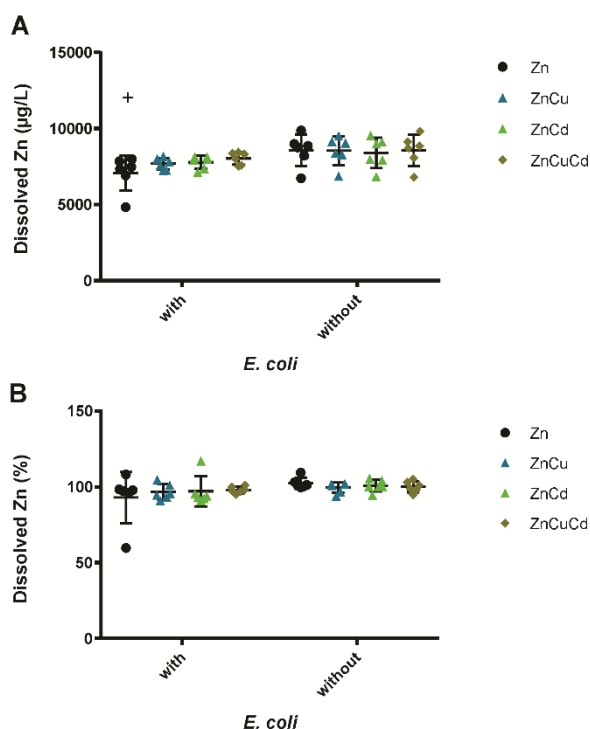 A
Dissolved Zn (µg/L)
15000
10000
5000
0
+
with
without
E. coli
Zn
ZnCu
ZnCd
ZnCuCd
B
Dissolved Zn (%)
150
100
50
0
with
without
E. coli
Zn
ZnCu
ZnCd
ZnCuCd